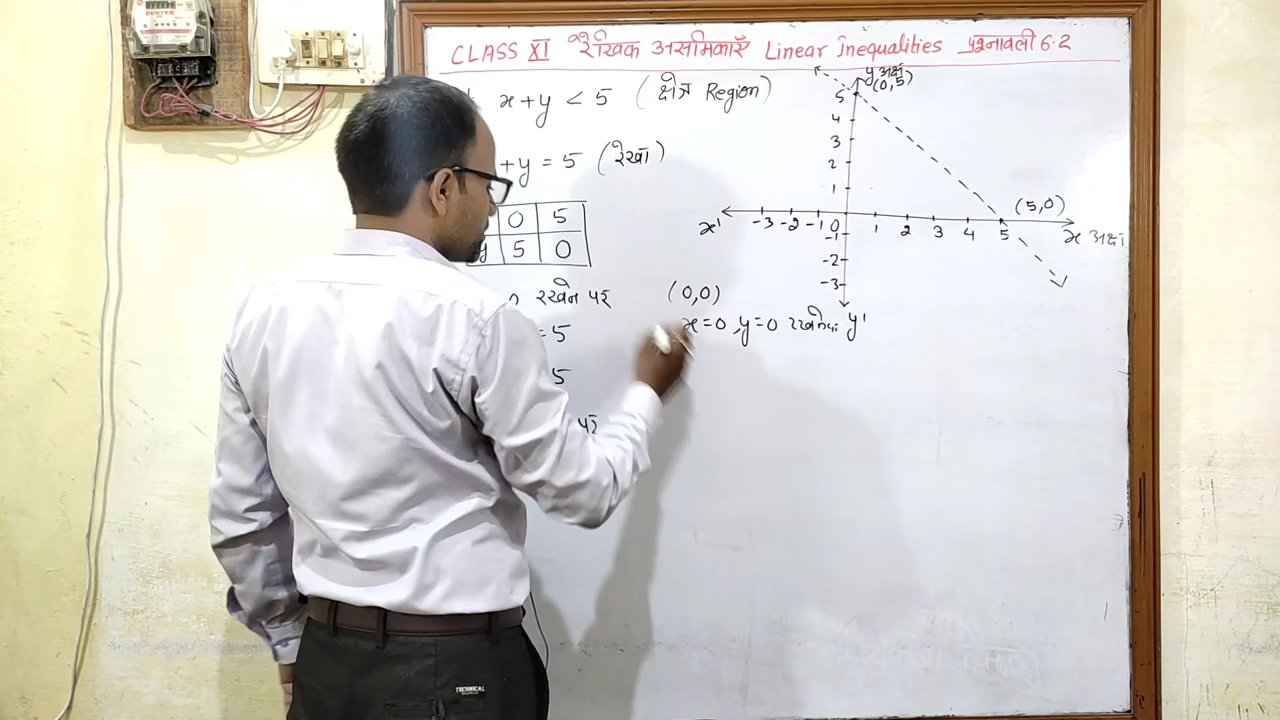 CLASS XI रैखिक असमिकाएँ Linear Inequalities प्रश्नावली 6.2
x+y < 5 (क्षेत्र Region)
+y = 5 (रेखा)
0 5
y 5 0
0 रखने पर
=5
5
पर
(0,0)
x=0, y=0 रखने पर
y अक्ष
(0,5)
5
4
3
2
1
x' -3 -2 -1 0 1 2 3 4 5 x अक्ष
(5,0)
-1
-2
-3
y'
TECHNICAL